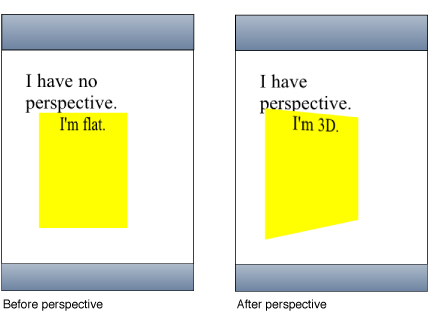 I have no
perspective.
I'm flat.
Before perspective
I have
perspective.
I'm 3D.
After perspective